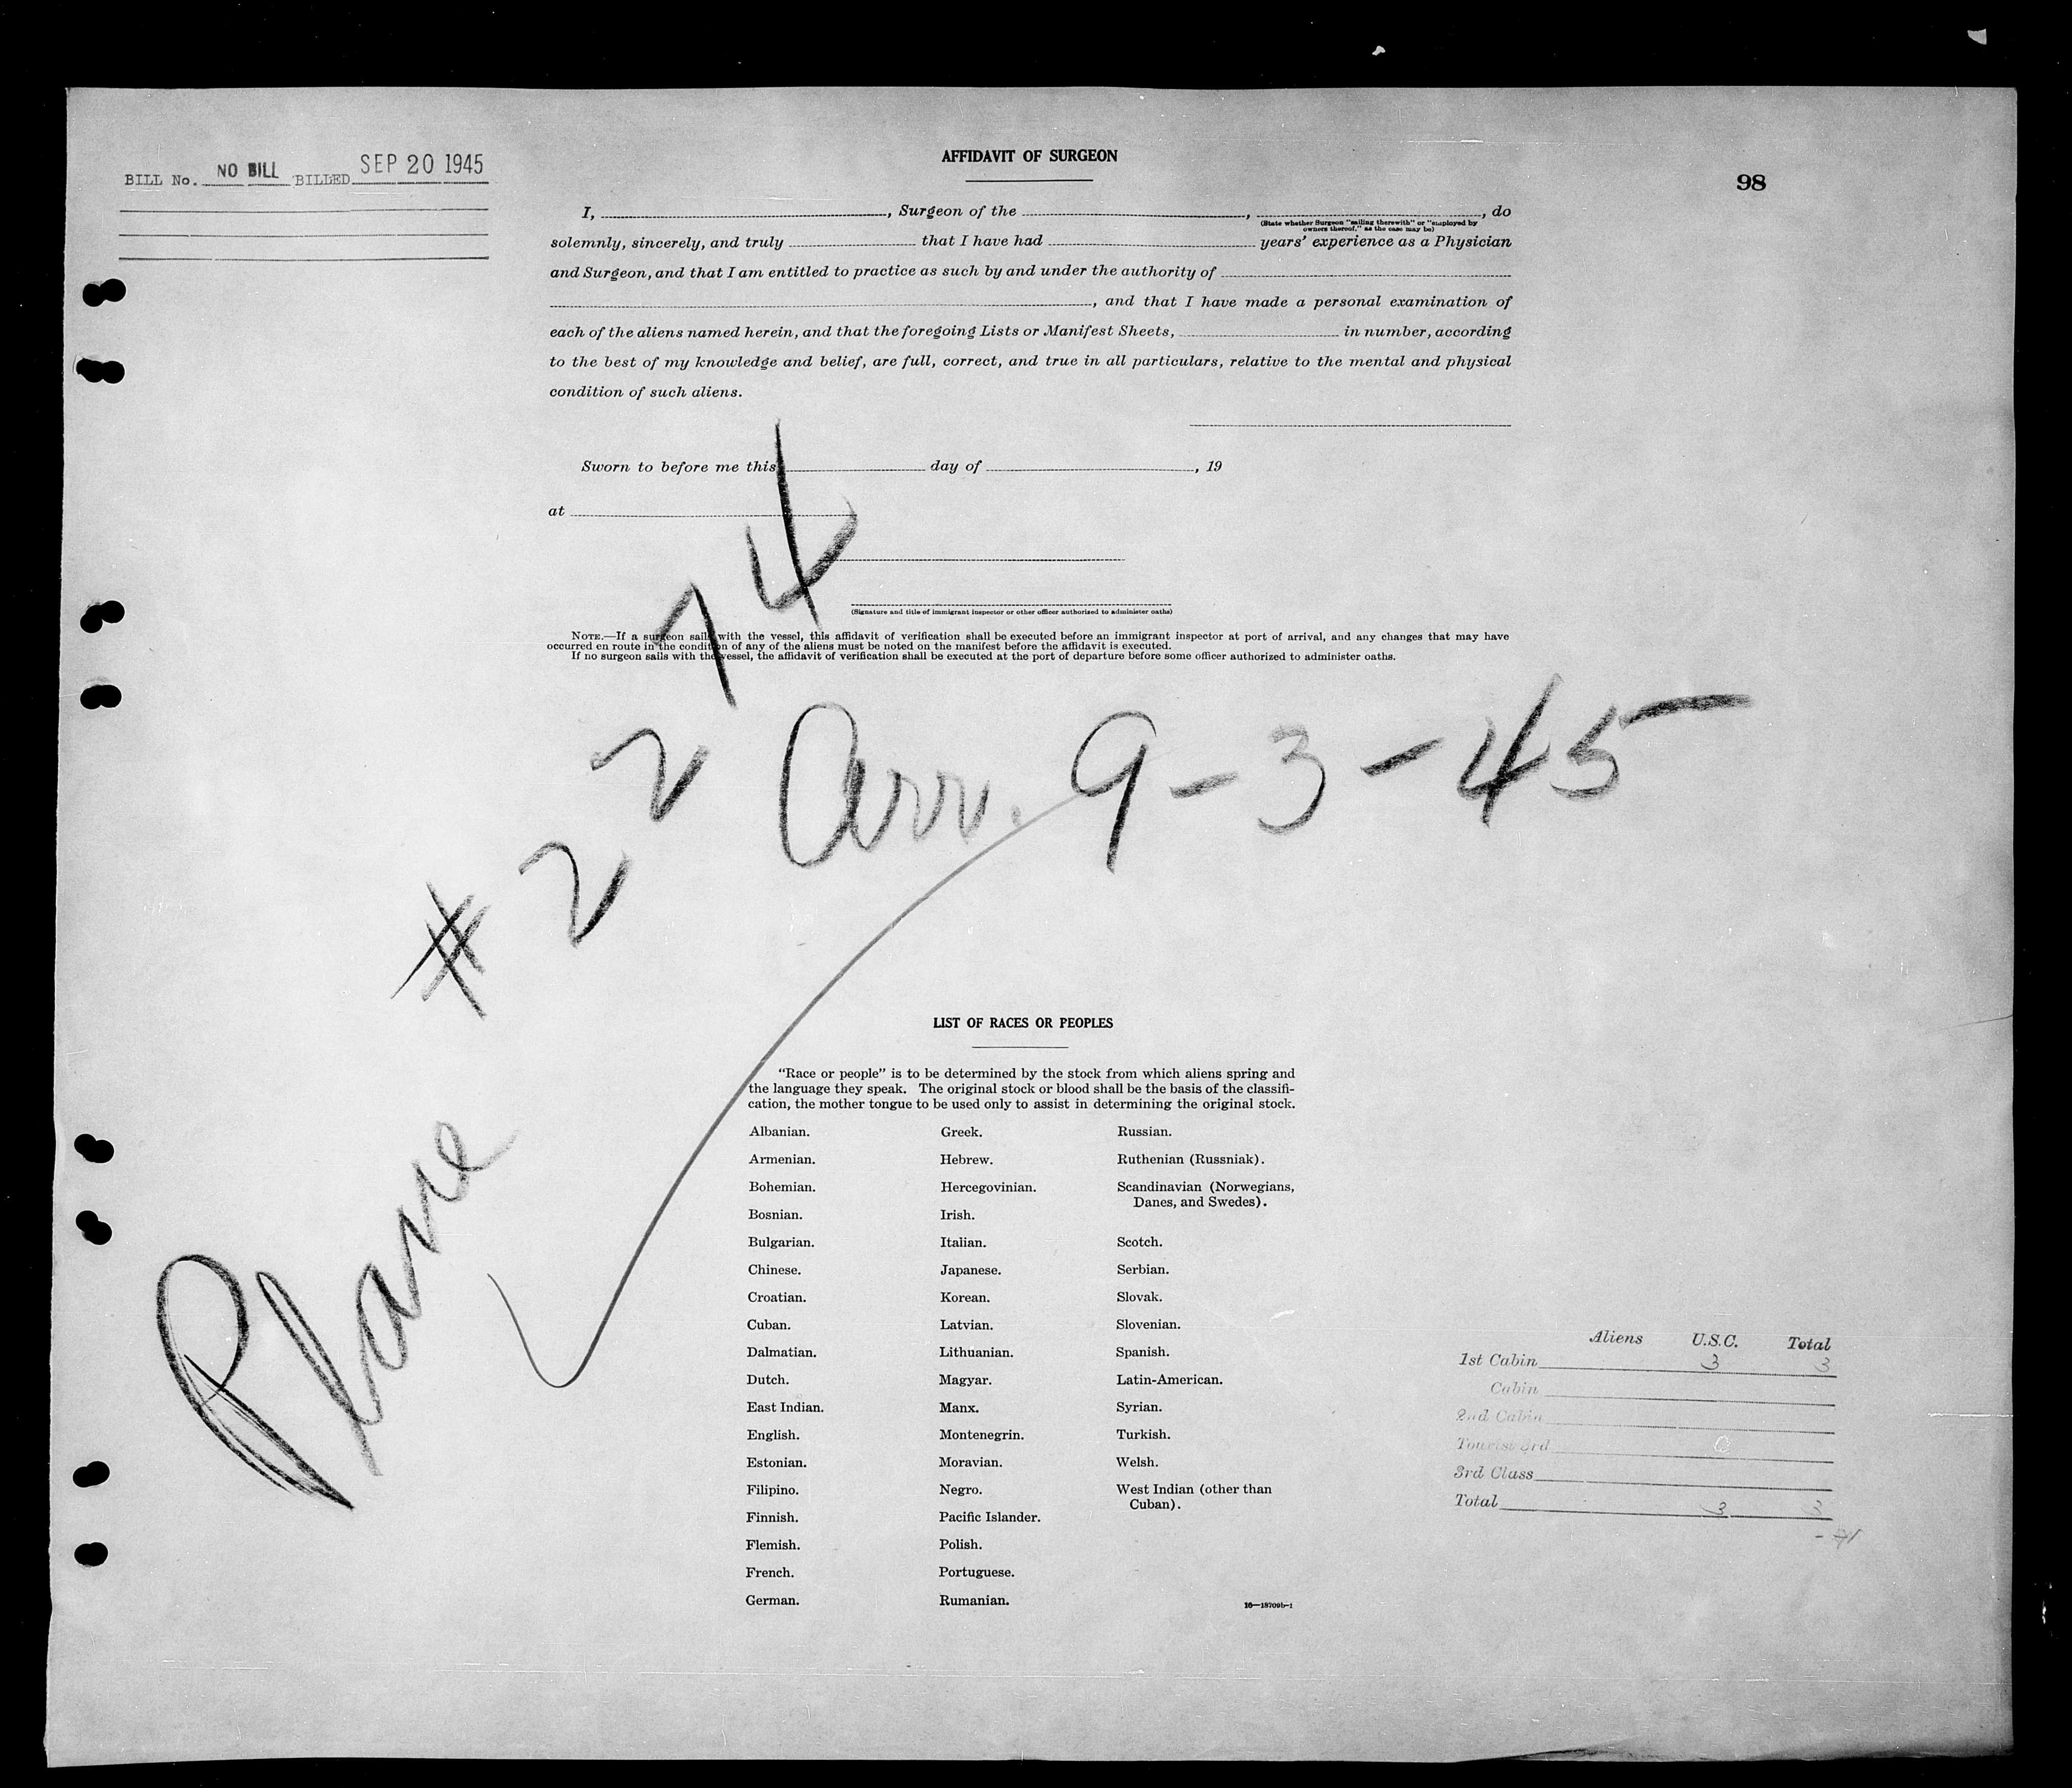 BILL No. NO BILL BILLED SEP 20 1945
AFFIDAVIT OF SURGEON
98
I, , Surgeon of the , , do
(State whether Surgeon "sailing therewith" or "employed by
owners thereof," as the case may be)
solemnly, sincerely, and truly that I have had years' experience as a Physician
and Surgeon, and that I am entitled to practice as such by and under the authority of
, and that I have made a personal examination of
each of the aliens named herein, and that the foregoing Lists or Manifest Sheets, in number, according
to the best of my knowledge and belief, are full, correct, and true in all particulars, relative to the mental and physical
condition of such aliens.
Sworn to before me this day of , 19
at
(Signature and title of immigrant inspector or other officer authorized to administer oaths)
NOTE.—If a surgeon sails with the vessel, this affidavit of verification shall be executed before an immigrant inspector at port of arrival, and any changes that may have
occurred en route in the condition of any of the aliens must be noted on the manifest before the affidavit is executed.
If no surgeon sails with the vessel, the affidavit of verification shall be executed at the port of departure before some officer authorized to administer oaths.
Plane # 2274
Arr. 9-3-45
LIST OF RACES OR PEOPLES
"Race or people" is to be determined by the stock from which aliens spring and
the language they speak. The original stock or blood shall be the basis of the classifi-
cation, the mother tongue to be used only to assist in determining the original stock.
Albanian.
Armenian.
Bohemian.
Bosnian.
Bulgarian.
Chinese.
Croatian.
Cuban.
Dalmatian.
Dutch.
East Indian.
English.
Estonian.
Filipino.
Finnish.
Flemish.
French.
German.
Greek.
Hebrew.
Hercegovinian.
Irish.
Italian.
Japanese.
Korean.
Latvian.
Lithuanian.
Magyar.
Manx.
Montenegrin.
Moravian.
Negro.
Pacific Islander.
Polish.
Portuguese.
Rumanian.
Russian.
Ruthenian (Russniak).
Scandinavian (Norwegians,
Danes, and Swedes).
Scotch.
Serbian.
Slovak.
Slovenian.
Spanish.
Latin-American.
Syrian.
Turkish.
Welsh.
West Indian (other than
Cuban).
16—18709b-1
Aliens U.S.C. Total
1st Cabin 3 3
Cabin
2nd Cabin
Tourist 3rd
3rd Class
Total 3 3